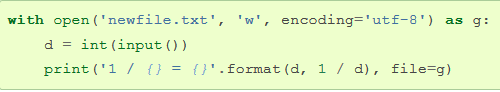 with open('newfile.txt', 'w', encoding='utf-8') as g:
    d = int(input())
    print('1 / {} = {}'.format(d, 1 / d), file=g)